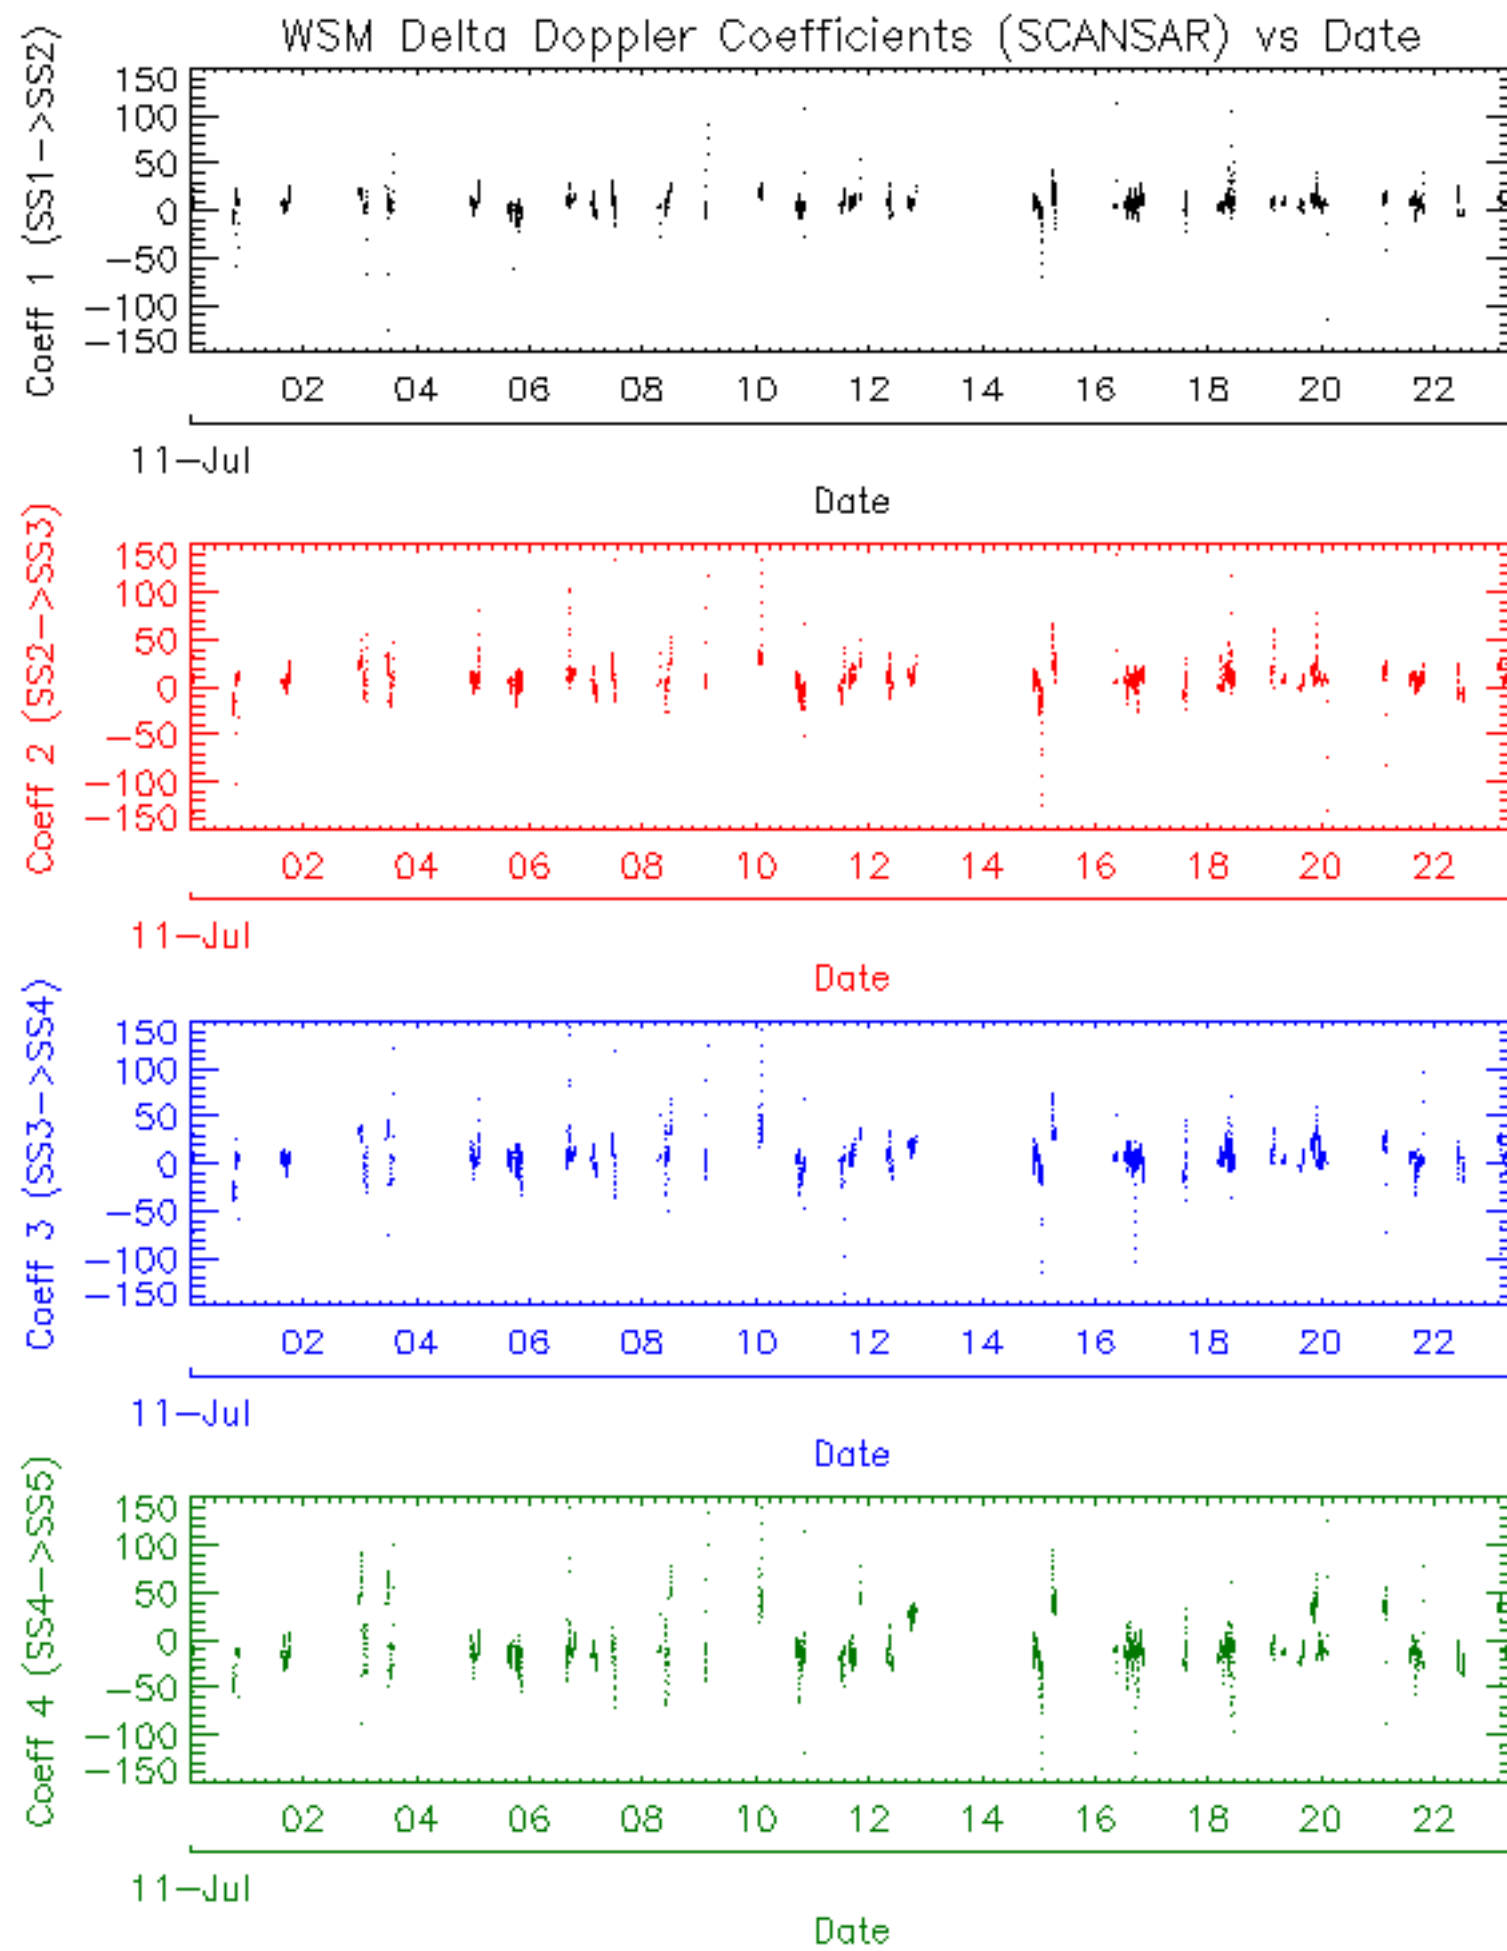 WSM Delta Doppler Coefficients (SCANSAR) vs Date
Coeff 1 (SS1->SS2)
150
100
50
0
-50
-100
-150
02 04 06 08 10 12 14 16 18 20 22
11-Jul
Date
Coeff 2 (SS2->SS3)
150
100
50
0
-50
-100
-150
02 04 06 08 10 12 14 16 18 20 22
11-Jul
Date
Coeff 3 (SS3->SS4)
150
100
50
0
-50
-100
-150
02 04 06 08 10 12 14 16 18 20 22
11-Jul
Date
Coeff 4 (SS4->SS5)
150
100
50
0
-50
-100
-150
02 04 06 08 10 12 14 16 18 20 22
11-Jul
Date